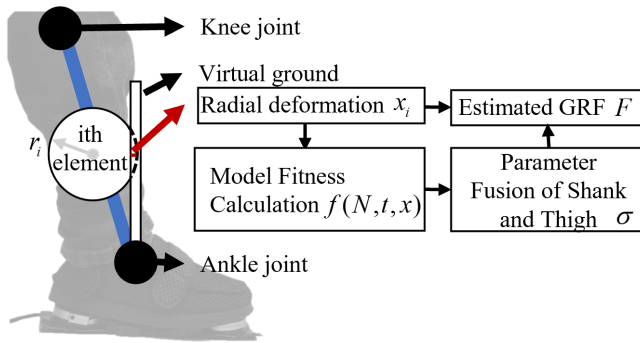 Knee joint
Virtual ground
Radial deformation x_i
Estimated GRF F
ith
element
r_i
Model Fitness
Calculation f(N,t,x)
Parameter
Fusion of Shank
and Thigh σ
Ankle joint